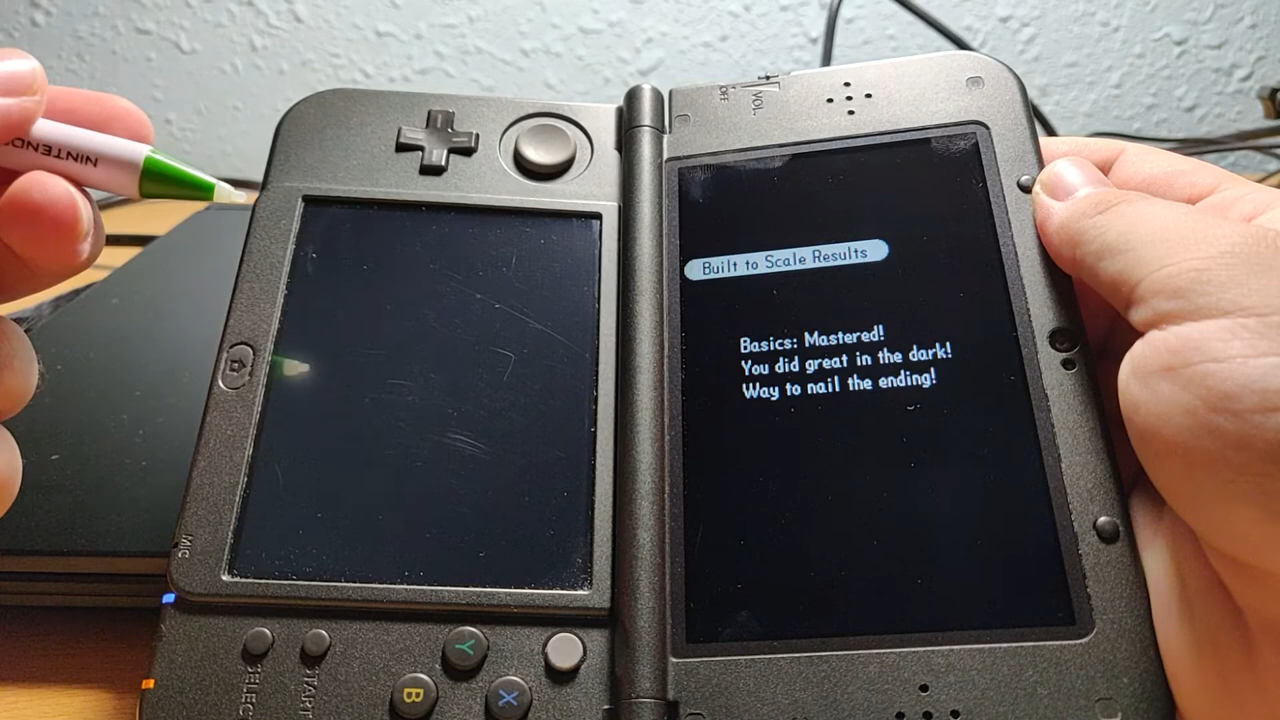 NINTENDO
OFF
VOL.
Built to Scale Results
Basics: Mastered!
You did great in the dark!
Way to nail the ending!
MIC
SELEC
START
Y
B
X